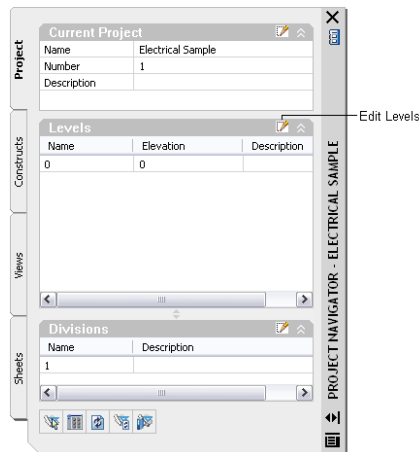 Project
Constructs
Views
Sheets
Current Project
Name Electrical Sample
Number 1
Description
Levels
Name Elevation Description
0 0
Divisions
Name Description
1
Edit Levels
PROJECT NAVIGATOR - ELECTRICAL SAMPLE